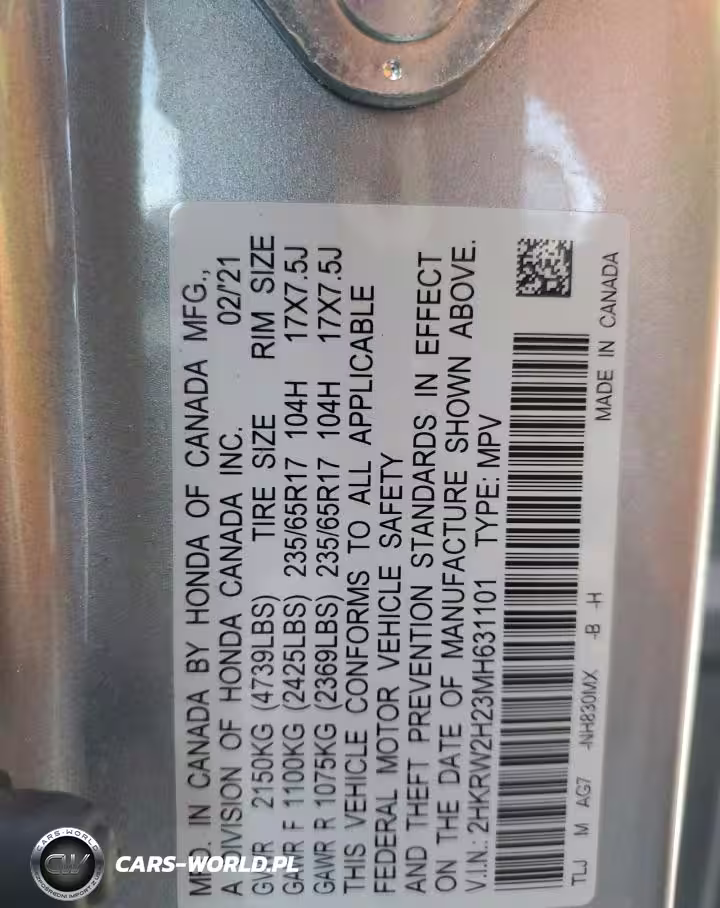 MFD. IN CANADA BY HONDA OF CANADA MFG.,
A DIVISION OF HONDA CANADA INC. 02/'21
GVWR 2150KG (4739LBS) TIRE SIZE RIM SIZE
GAWR F 1100KG (2425LBS) 235/65R17 104H 17X7.5J
GAWR R 1075KG (2369LBS) 235/65R17 104H 17X7.5J
THIS VEHICLE CONFORMS TO ALL APPLICABLE
FEDERAL MOTOR VEHICLE SAFETY
AND THEFT PREVENTION STANDARDS IN EFFECT
ON THE DATE OF MANUFACTURE SHOWN ABOVE.
V.I.N.: 2HKRW2H23MH631101 TYPE: MPV
TLJ M AG7 -NH830MX -B -H MADE IN CANADA
CARS-WORLD
CW
CARS-WORLD.PL